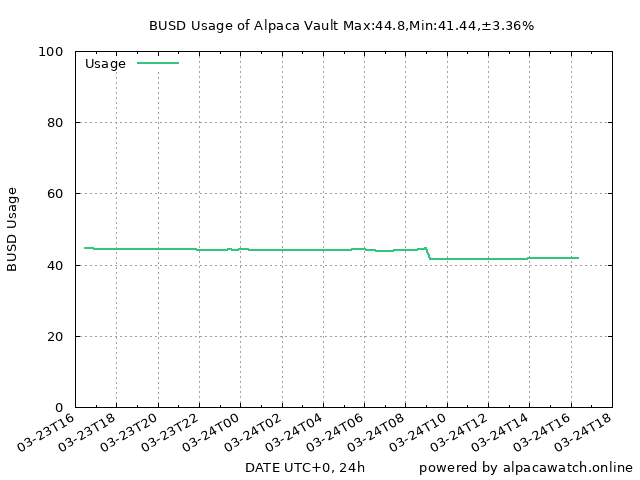 BUSD Usage of Alpaca Vault Max:44.8,Min:41.44,±3.36%
100
Usage
80
60
40
20
0
BUSD Usage
03-23T16
03-23T18
03-23T20
03-23T22
03-24T00
03-24T02
03-24T04
03-24T06
03-24T08
03-24T10
03-24T12
03-24T14
03-24T16
03-24T18
DATE UTC+0, 24h
powered by alpacawatch.online